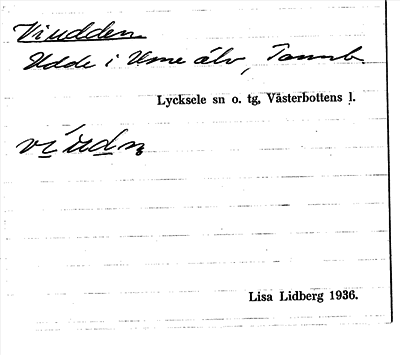 Viudden
Udde i Ume älv, Tannb.
Lycksele sn o. tg, Västerbottens l.
Lisa Lidberg 1936.